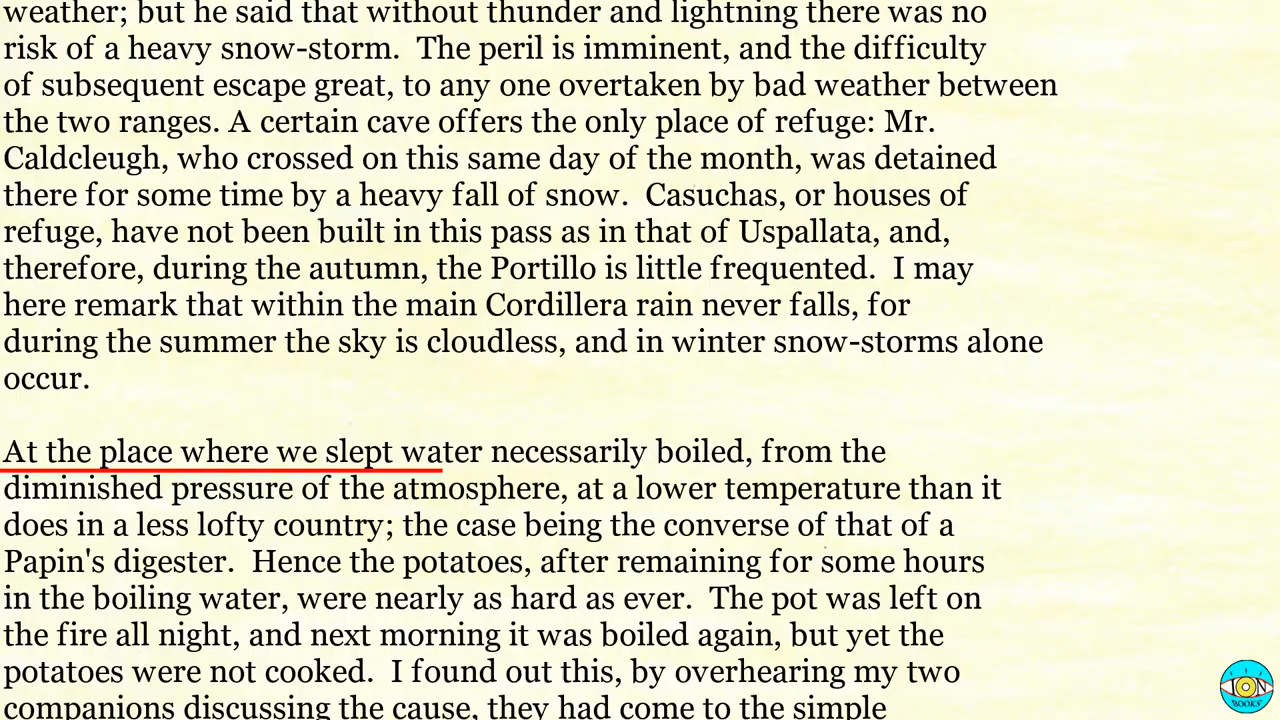 weather; but he said that without thunder and lightning there was no
risk of a heavy snow-storm.  The peril is imminent, and the difficulty
of subsequent escape great, to any one overtaken by bad weather between
the two ranges. A certain cave offers the only place of refuge: Mr.
Caldcleugh, who crossed on this same day of the month, was detained
there for some time by a heavy fall of snow.  Casuchas, or houses of
refuge, have not been built in this pass as in that of Uspallata, and,
therefore, during the autumn, the Portillo is little frequented.  I may
here remark that within the main Cordillera rain never falls, for
during the summer the sky is cloudless, and in winter snow-storms alone
occur.
At the place where we slept water necessarily boiled, from the
diminished pressure of the atmosphere, at a lower temperature than it
does in a less lofty country; the case being the converse of that of a
Papin's digester.  Hence the potatoes, after remaining for some hours
in the boiling water, were nearly as hard as ever.  The pot was left on
the fire all night, and next morning it was boiled again, but yet the
potatoes were not cooked.  I found out this, by overhearing my two
companions discussing the cause, they had come to the simple
ION
BOOKS